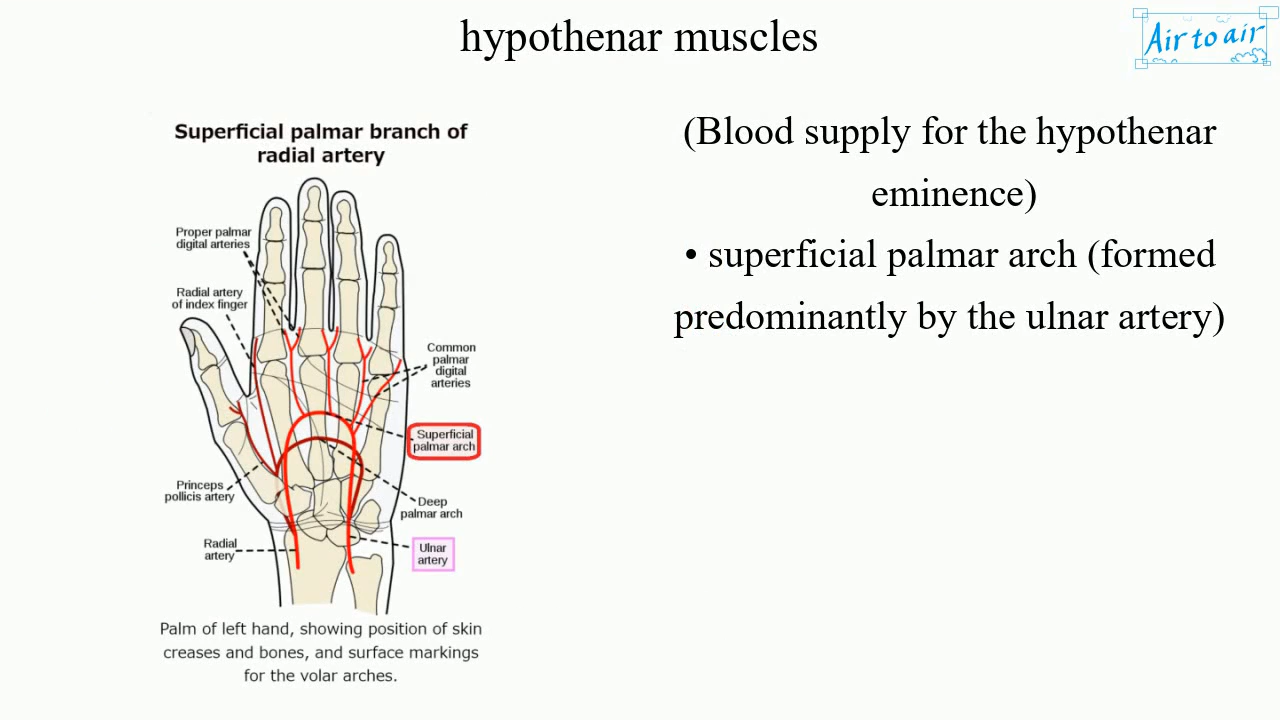 hypothenar muscles
Air to air
Superficial palmar branch of
radial artery
Proper palmar
digital arteries
Radial artery
of index finger
Common
palmar
digital
arteries
Superficial
palmar arch
Princeps
pollicis artery
Deep
palmar arch
Radial
artery
Ulnar
artery
Palm of left hand, showing position of skin
creases and bones, and surface markings
for the volar arches.
(Blood supply for the hypothenar
eminence)
• superficial palmar arch (formed
predominantly by the ulnar artery)